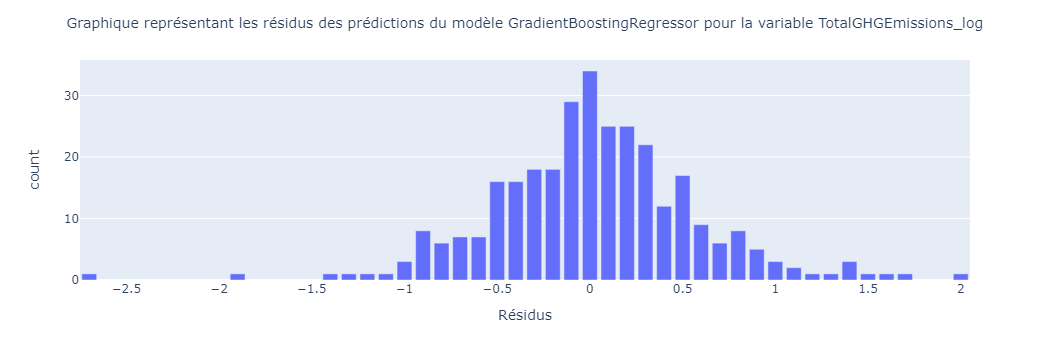 Graphique représentant les résidus des prédictions du modèle GradientBoostingRegressor pour la variable TotalGHGEmissions_log
30
20
10
0
count
−2.5 −2 −1.5 −1 −0.5 0 0.5 1 1.5 2
Résidus